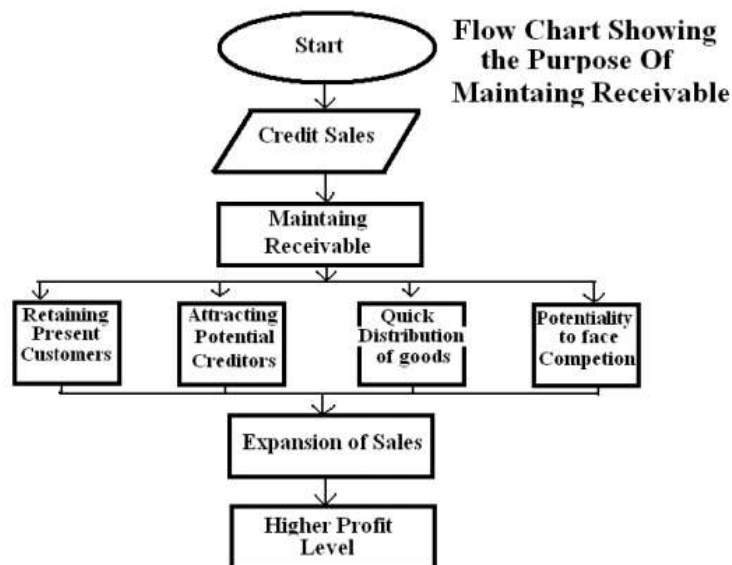 Start
Flow Chart Showing
the Purpose Of
Maintaing Receivable
Credit Sales
Maintaing
Receivable
Retaining
Present
Customers
Attracting
Potential
Creditors
Quick
Distribution
of goods
Potentiality
to face
Competion
Expansion of Sales
Higher Profit
Level